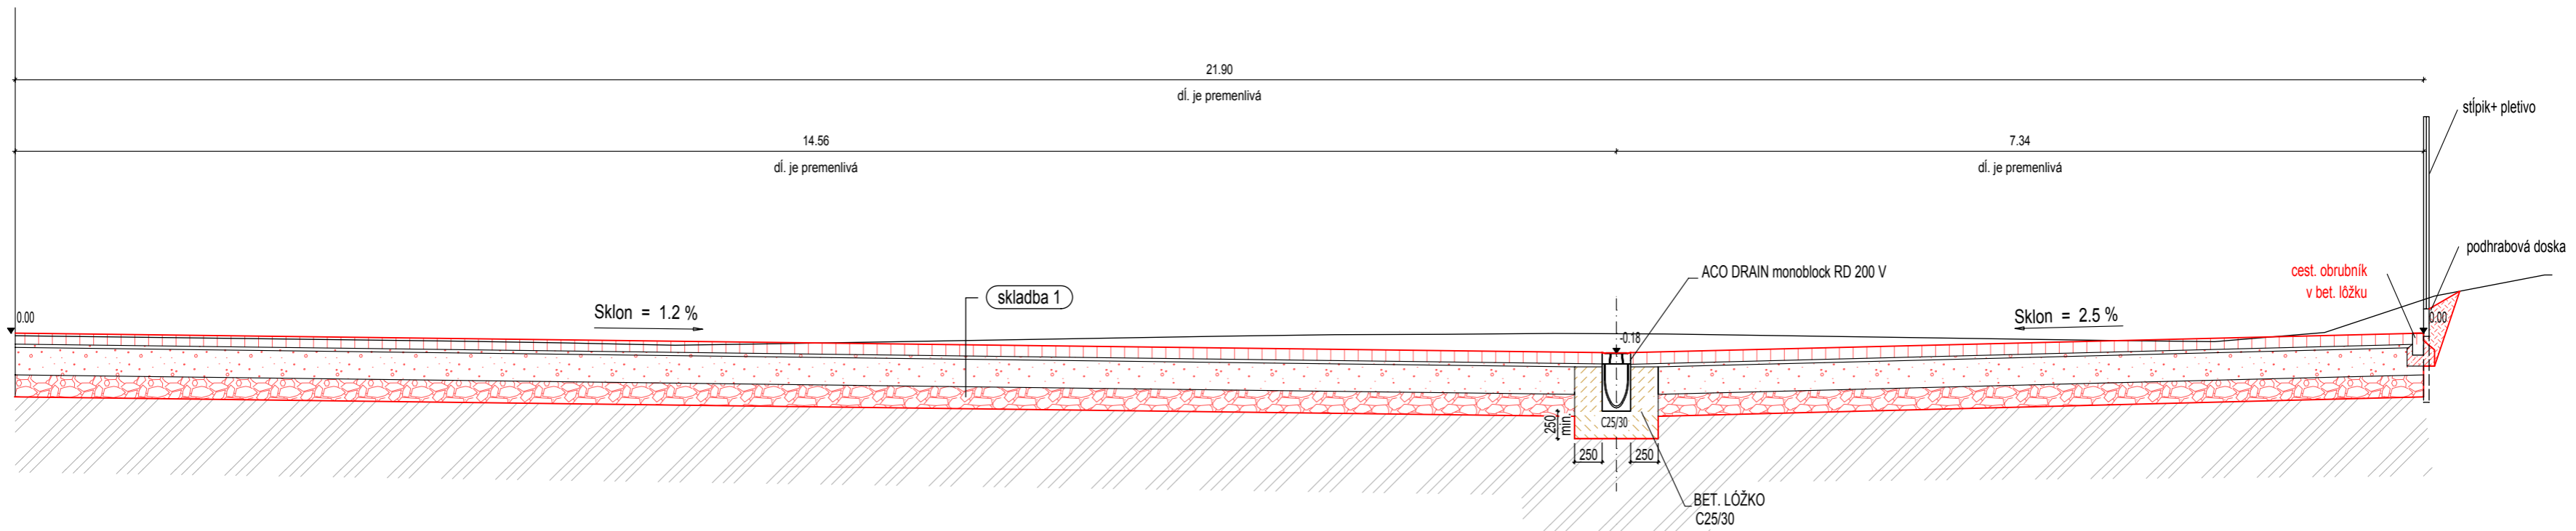 21.90
dĺ. je premenlivá
14.56
dĺ. je premenlivá
7.34
dĺ. je premenlivá
stĺpik+ pletivo
podhrabová doska
cest. obrubník
v bet. lôžku
ACO DRAIN monoblock RD 200 V
skladba 1
Sklon = 1.2 %
Sklon = 2.5 %
0.00
-0.18
0.00
C25/30
250
min.
250
250
BET. LÓŽKO
C25/30